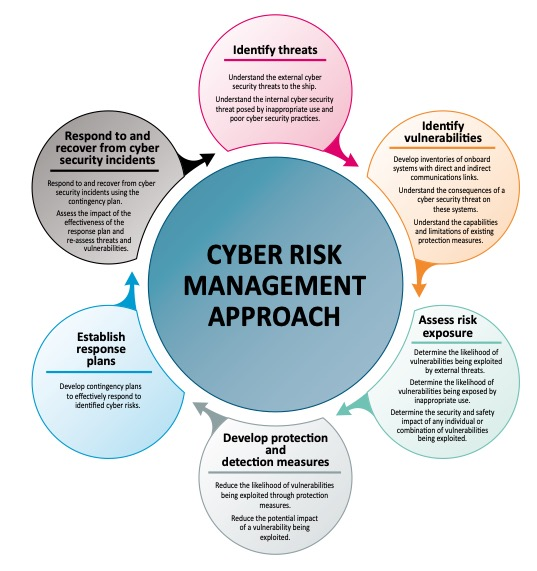 CYBER RISK
MANAGEMENT
APPROACH
Identify threats
Understand the external cyber
security threats to the ship.
Understand the internal cyber security
threat posed by inappropriate use and
poor cyber security practices.
Identify
vulnerabilities
Develop inventories of onboard
systems with direct and indirect
communications links.
Understand the consequences of a
cyber security threat on
these systems.
Understand the capabilities
and limitations of existing
protection measures.
Assess risk
exposure
Determine the likelihood of
vulnerabilities being exploited
by external threats.
Determine the likelihood of
vulnerabilities being exposed by
inappropriate use.
Determine the security and safety
impact of any individual or
combination of vulnerabilities
being exploited.
Develop protection
and
detection measures
Reduce the likelihood of vulnerabilities
being exploited through protection
measures.
Reduce the potential impact
of a vulnerability being
exploited.
Establish
response
plans
Develop contingency plans
to effectively respond to
identified cyber risks.
Respond to and
recover from cyber
security incidents
Respond to and recover from cyber
security incidents using the
contingency plan.
Assess the impact of the
effectiveness of the
response plan and
re-assess threats and
vulnerabilities.